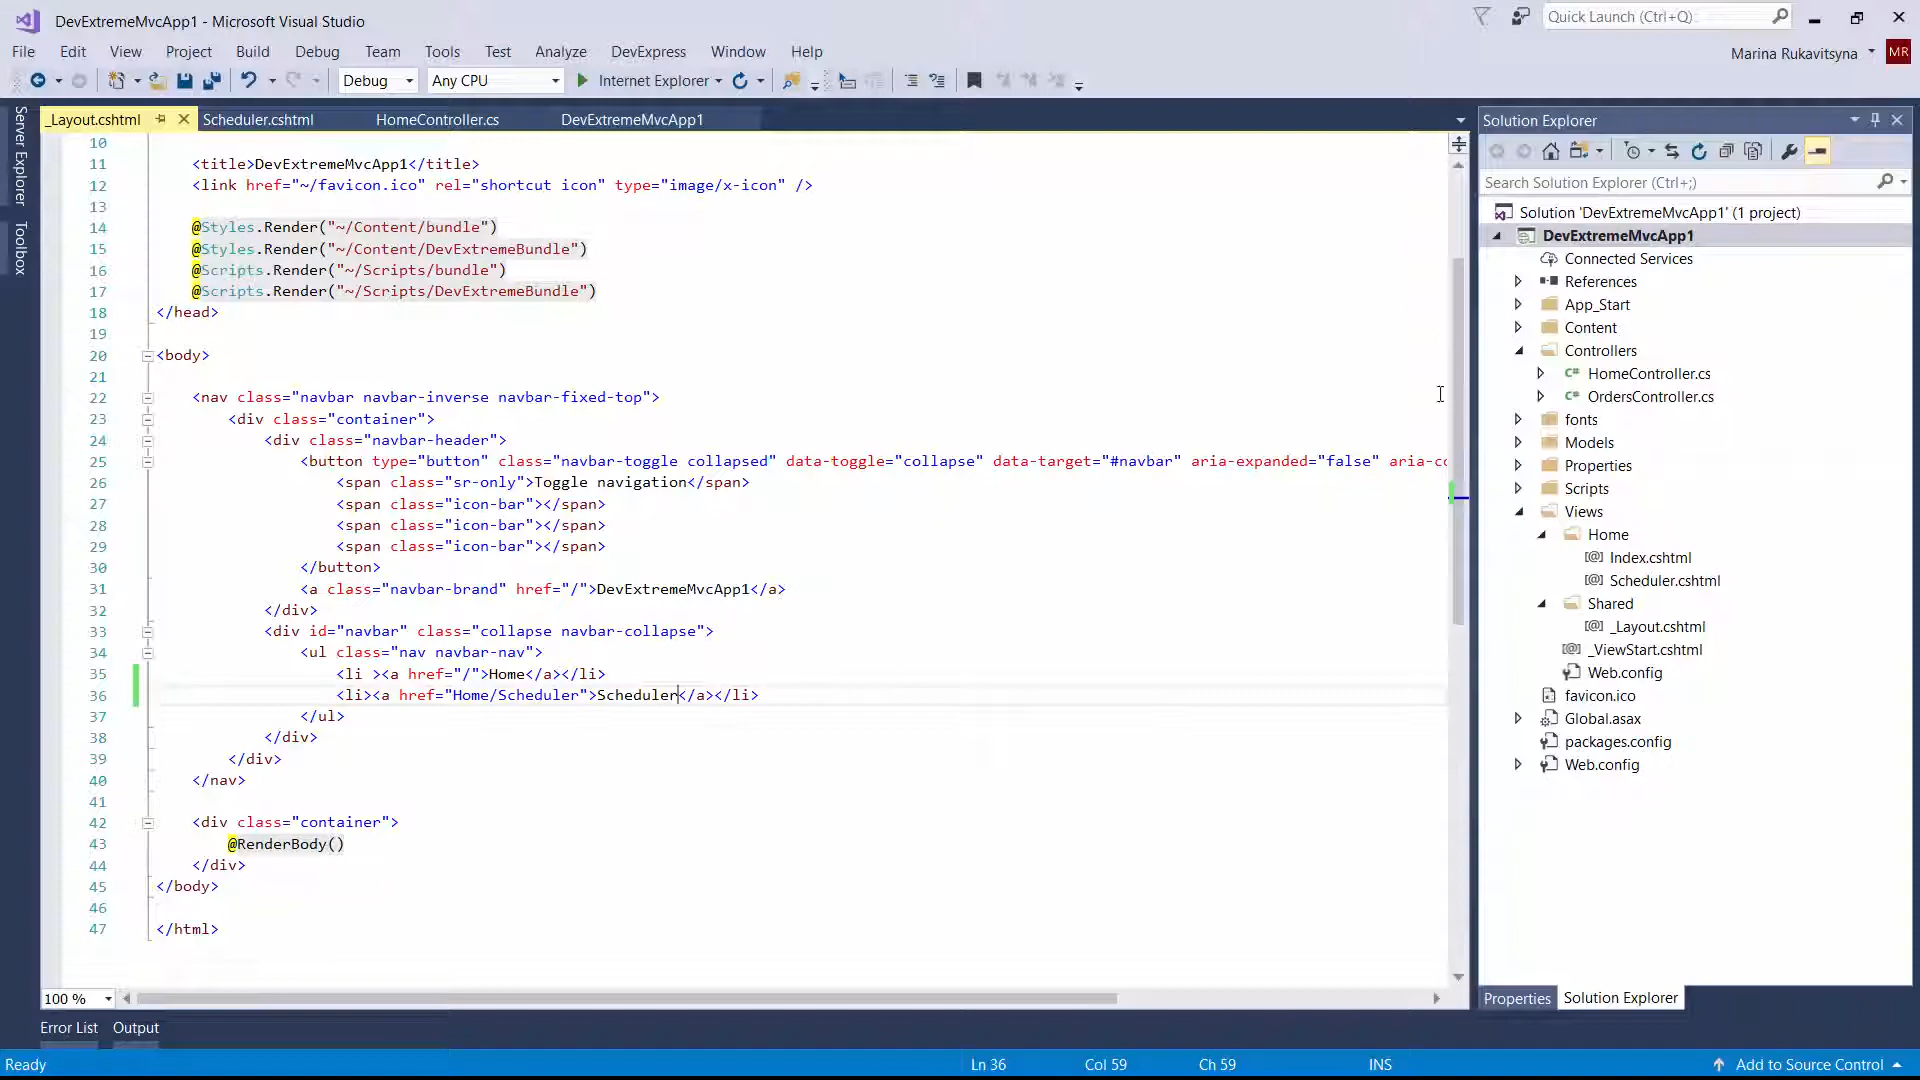 DevExtremeMvcApp1 - Microsoft Visual Studio
Quick Launch (Ctrl+Q)
File Edit View Project Build Debug Team Tools Test Analyze DevExpress Window Help
Marina Rukavitsyna MR
Debug Any CPU Internet Explorer
Server Explorer
Toolbox
_Layout.cshtml Scheduler.cshtml HomeController.cs DevExtremeMvcApp1
10
11 <title>DevExtremeMvcApp1</title>
12 <link href="~/favicon.ico" rel="shortcut icon" type="image/x-icon" />
13
14 @Styles.Render("~/Content/bundle")
15 @Styles.Render("~/Content/DevExtremeBundle")
16 @Scripts.Render("~/Scripts/bundle")
17 @Scripts.Render("~/Scripts/DevExtremeBundle")
18 </head>
19
20 <body>
21
22 <nav class="navbar navbar-inverse navbar-fixed-top">
23 <div class="container">
24 <div class="navbar-header">
25 <button type="button" class="navbar-toggle collapsed" data-toggle="collapse" data-target="#navbar" aria-expanded="false" aria-co
26 <span class="sr-only">Toggle navigation</span>
27 <span class="icon-bar"></span>
28 <span class="icon-bar"></span>
29 <span class="icon-bar"></span>
30 </button>
31 <a class="navbar-brand" href="/">DevExtremeMvcApp1</a>
32 </div>
33 <div id="navbar" class="collapse navbar-collapse">
34 <ul class="nav navbar-nav">
35 <li ><a href="/">Home</a></li>
36 <li><a href="Home/Scheduler">Scheduler</a></li>
37 </ul>
38 </div>
39 </div>
40 </nav>
41
42 <div class="container">
43 @RenderBody()
44 </div>
45 </body>
46
47 </html>
100 %
Error List Output
Solution Explorer
Search Solution Explorer (Ctrl+;)
Solution 'DevExtremeMvcApp1' (1 project)
DevExtremeMvcApp1
Connected Services
References
App_Start
Content
Controllers
C# HomeController.cs
C# OrdersController.cs
fonts
Models
Properties
Scripts
Views
Home
[@] Index.cshtml
[@] Scheduler.cshtml
Shared
[@] _Layout.cshtml
[@] _ViewStart.cshtml
Web.config
favicon.ico
Global.asax
packages.config
Web.config
Properties Solution Explorer
Ready Ln 36 Col 59 Ch 59 INS Add to Source Control